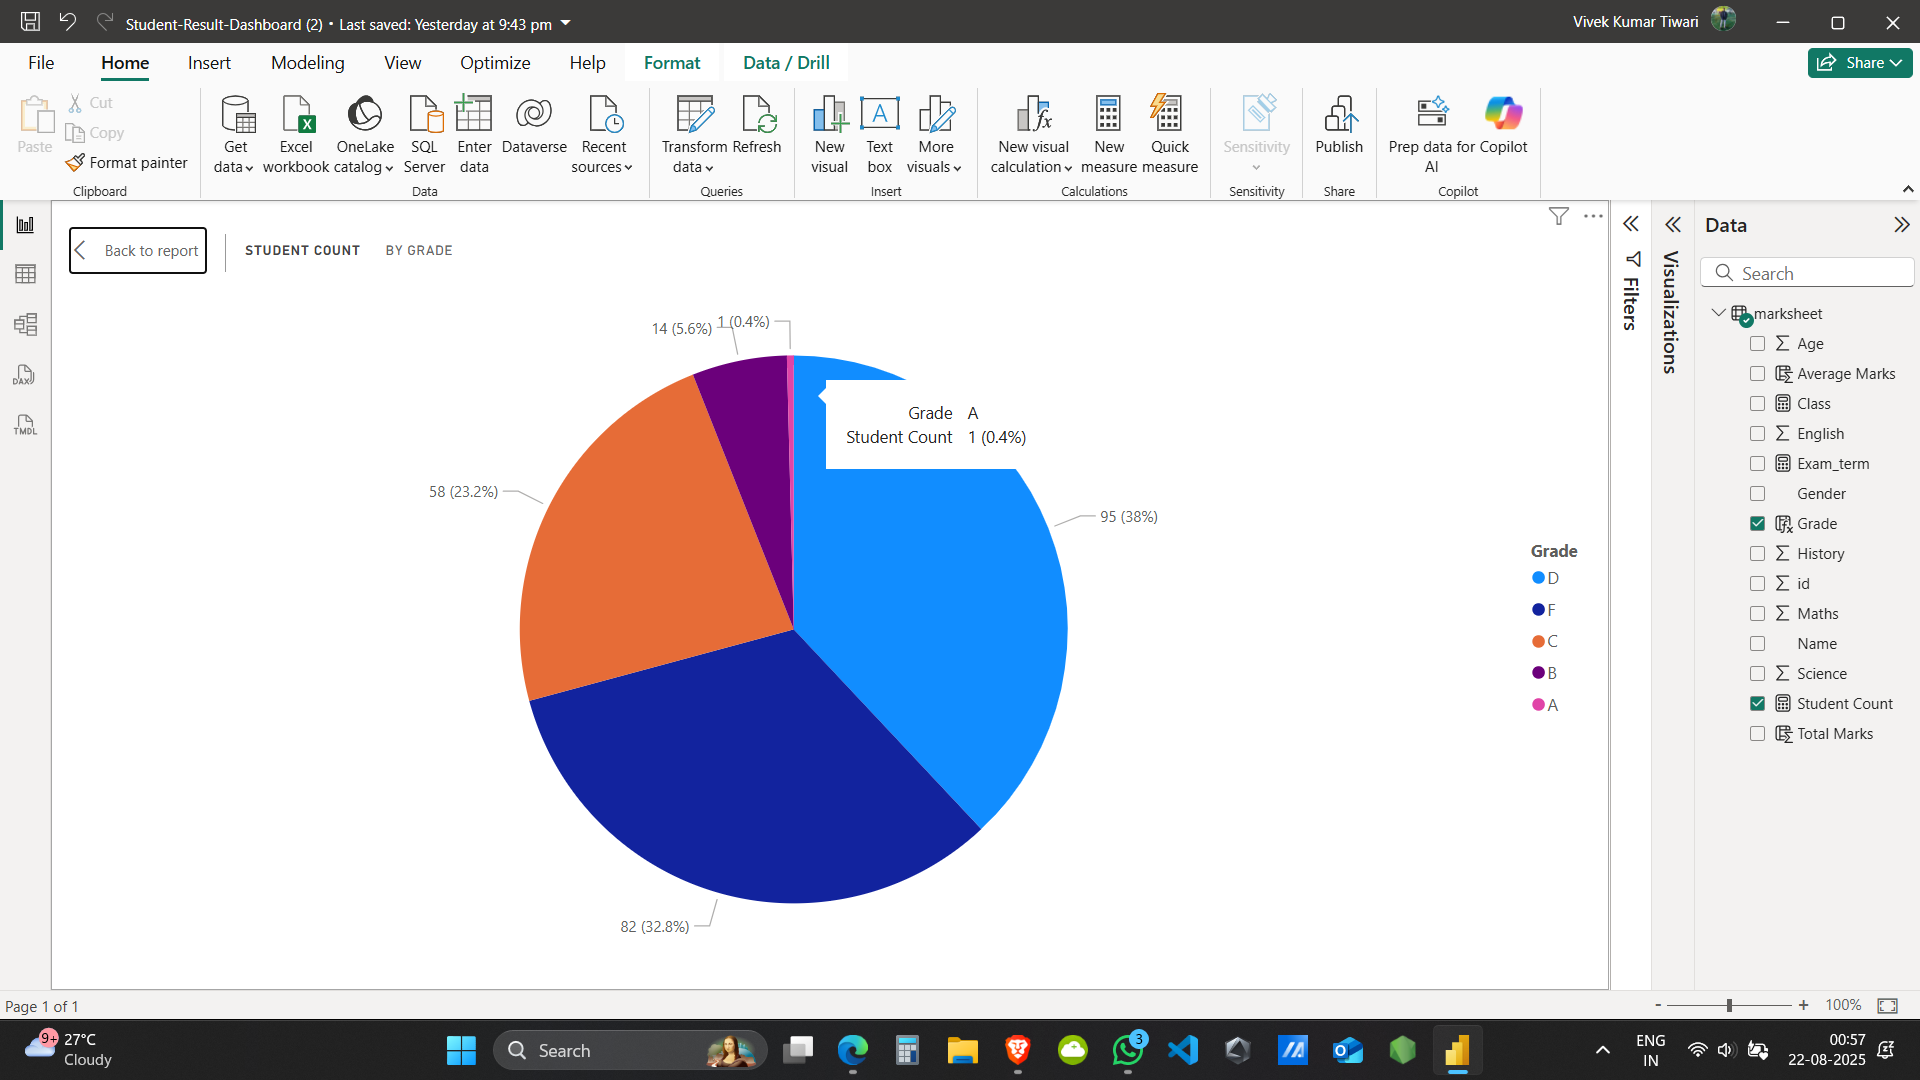 Student-Result-Dashboard (2) • Last saved: Yesterday at 9:43 pm
Vivek Kumar Tiwari
File Home Insert Modeling View Optimize Help Format Data / Drill
Share
Paste
Cut
Copy
Format painter
Clipboard
Get data
Excel workbook
OneLake catalog
SQL Server
Enter data
Dataverse
Recent sources
Data
Transform data
Refresh
Queries
New visual
Text box
More visuals
Insert
New visual calculation
New measure
Quick measure
Calculations
Sensitivity
Sensitivity
Publish
Share
Prep data for AI
Copilot
Copilot
DAX
TMDL
Back to report
STUDENT COUNT
BY GRADE
14 (5.6%)
1 (0.4%)
Grade A
Student Count 1 (0.4%)
58 (23.2%)
95 (38%)
82 (32.8%)
Grade
D
F
C
B
A
Filters
Visualizations
Data
Search
marksheet
Age
Average Marks
Class
English
Exam_term
Gender
Grade
History
id
Maths
Name
Science
Student Count
Total Marks
Page 1 of 1
- + 100%
9+
27°C
Cloudy
Search
3
ENG
IN
00:57
22-08-2025